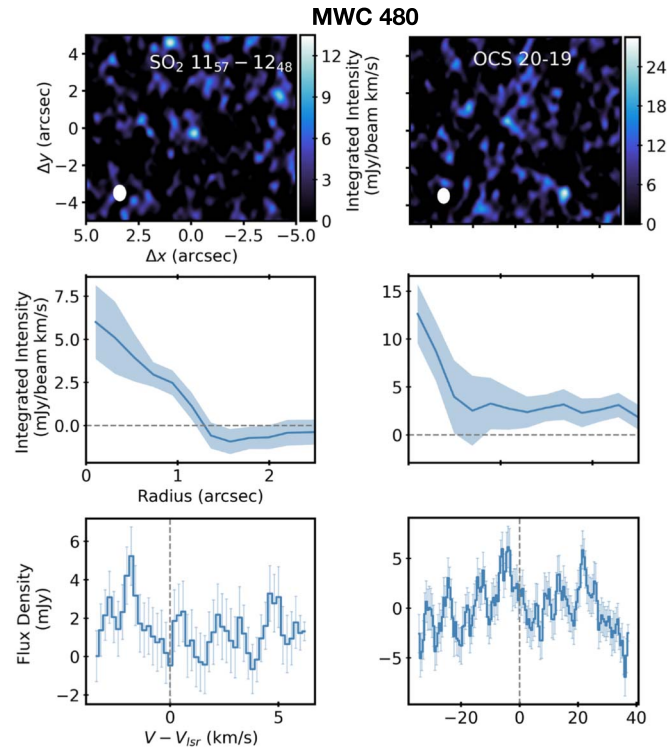 MWC 480
SO₂ 11₅₇ − 12₄₈
OCS 20-19
4
2
0
−2
−4
Δy (arcsec)
5.0 2.5 0.0 −2.5 −5.0
Δx (arcsec)
12
9
6
3
0
Integrated Intensity
(mJy/beam km/s)
24
18
12
6
0
7.5
5.0
2.5
0.0
Integrated Intensity
(mJy/beam km/s)
0 1 2
Radius (arcsec)
15
10
5
0
6
4
2
0
−2
Flux Density
(mJy)
0 5
V − Vₗₛᵣ (km/s)
5
0
−5
−20 0 20 40